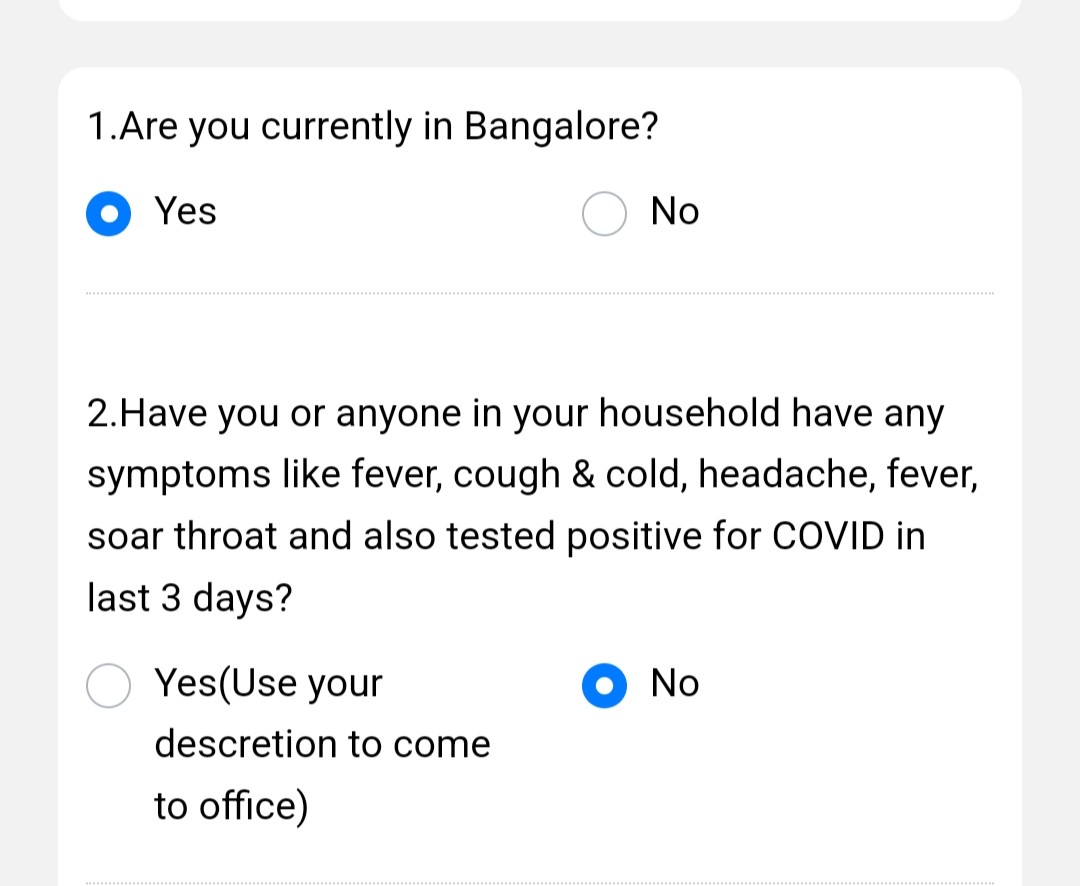 1.Are you currently in Bangalore?
Yes
No
2.Have you or anyone in your household have any
symptoms like fever, cough & cold, headache, fever,
soar throat and also tested positive for COVID in
last 3 days?
Yes(Use your
descretion to come
to office)
No